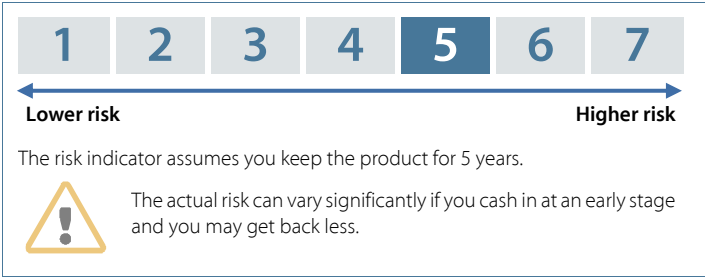 1 2 3 4 5 6 7
Lower risk Higher risk
The risk indicator assumes you keep the product for 5 years.
The actual risk can vary significantly if you cash in at an early stage
and you may get back less.